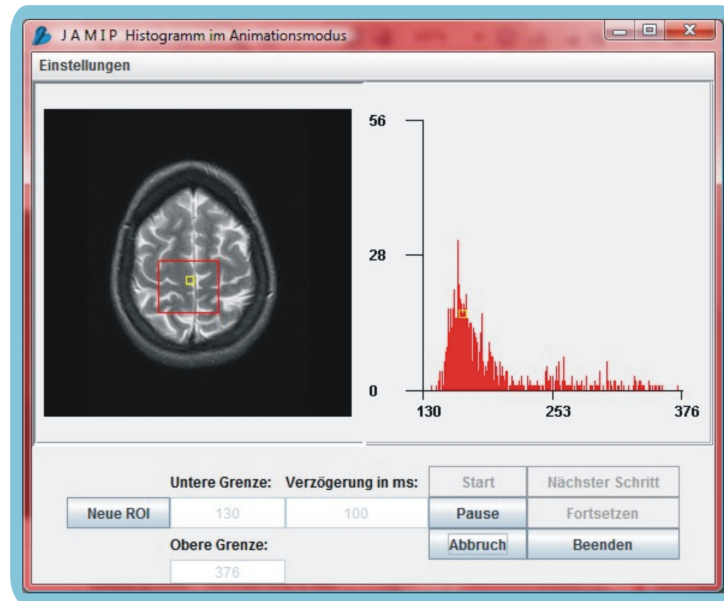 J A M I P Histogramm im Animationsmodus
Einstellungen
56
28
0
130 253 376
Untere Grenze: Verzögerung in ms: Start Nächster Schritt
Neue ROI 130 100 Pause Fortsetzen
Obere Grenze: Abbruch Beenden
376